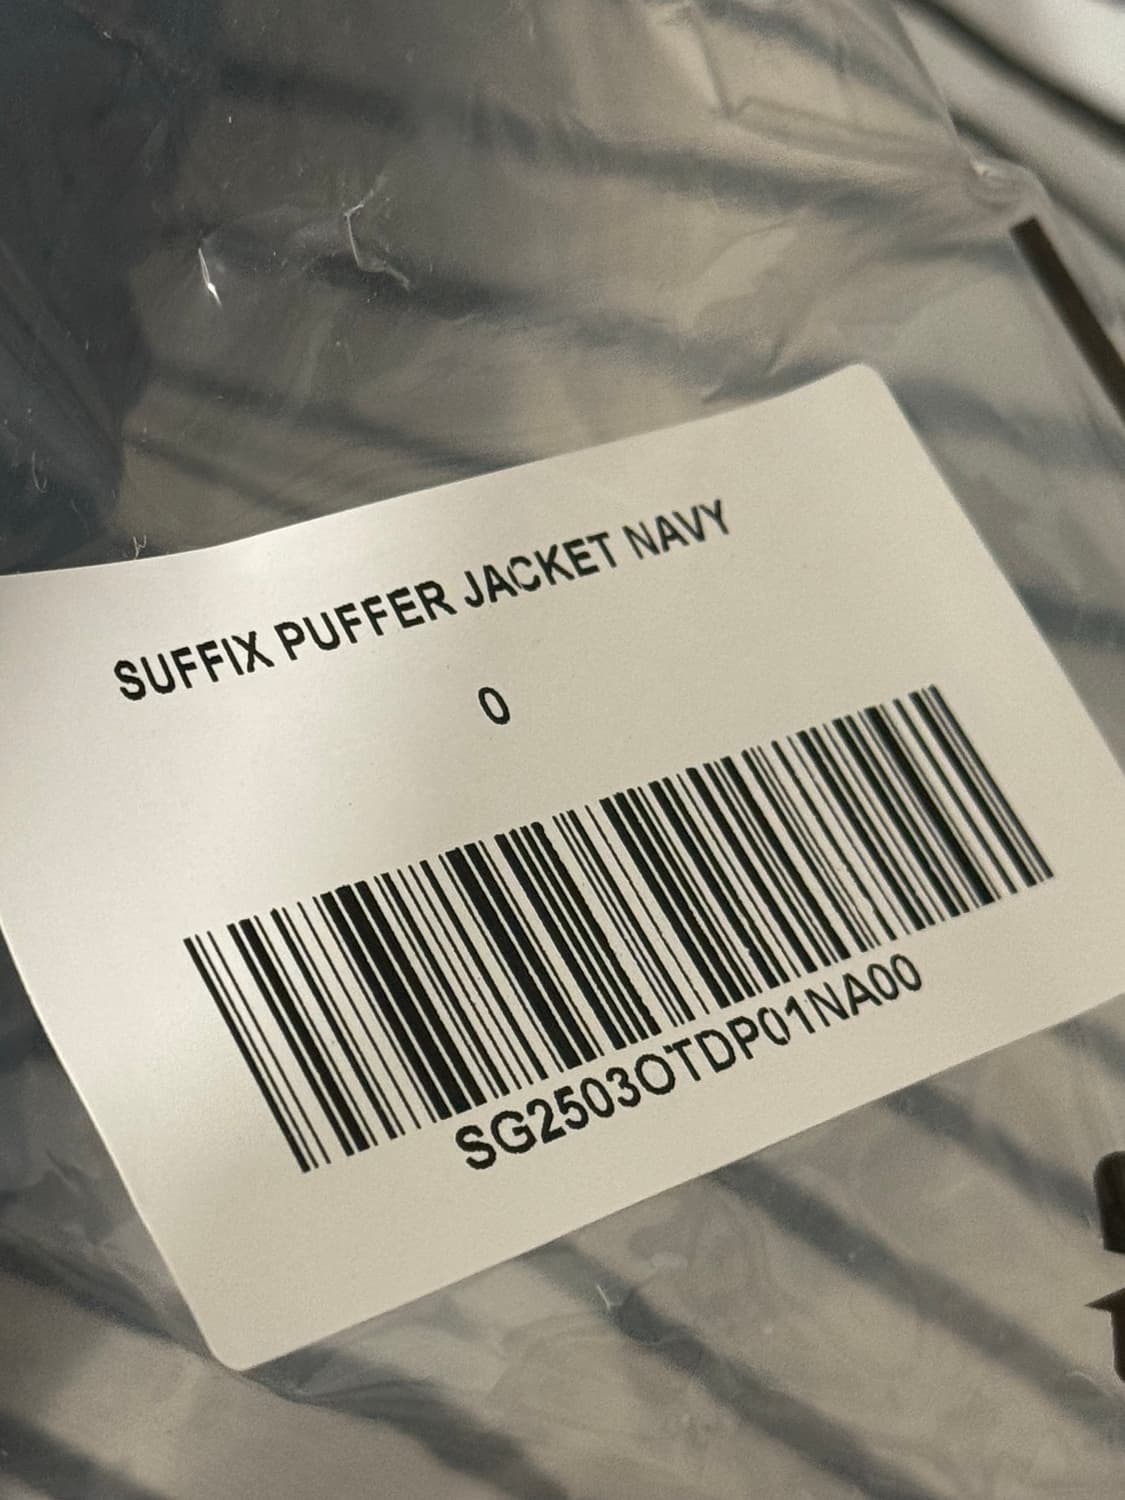 SUFFIX PUFFER JACKET NAVY
0
SG2503OTDP01NA00